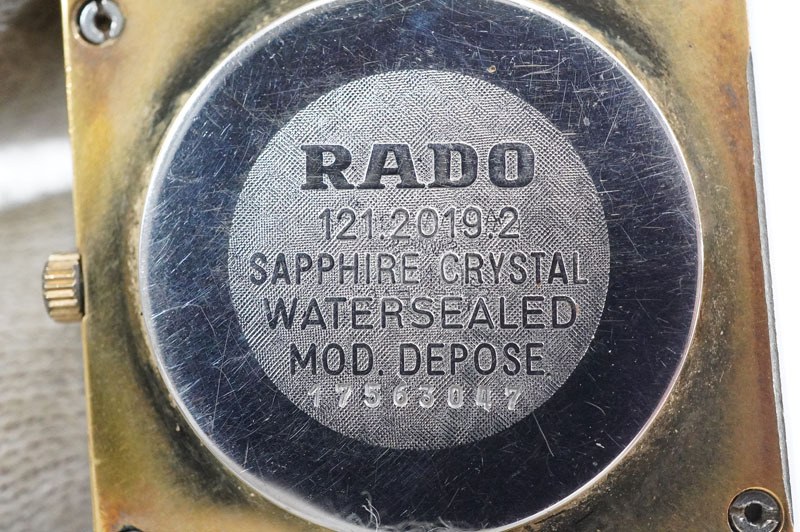 RADO
121.2019.2
SAPPHIRE CRYSTAL
WATERSEALED
MOD. DEPOSE.
17563047